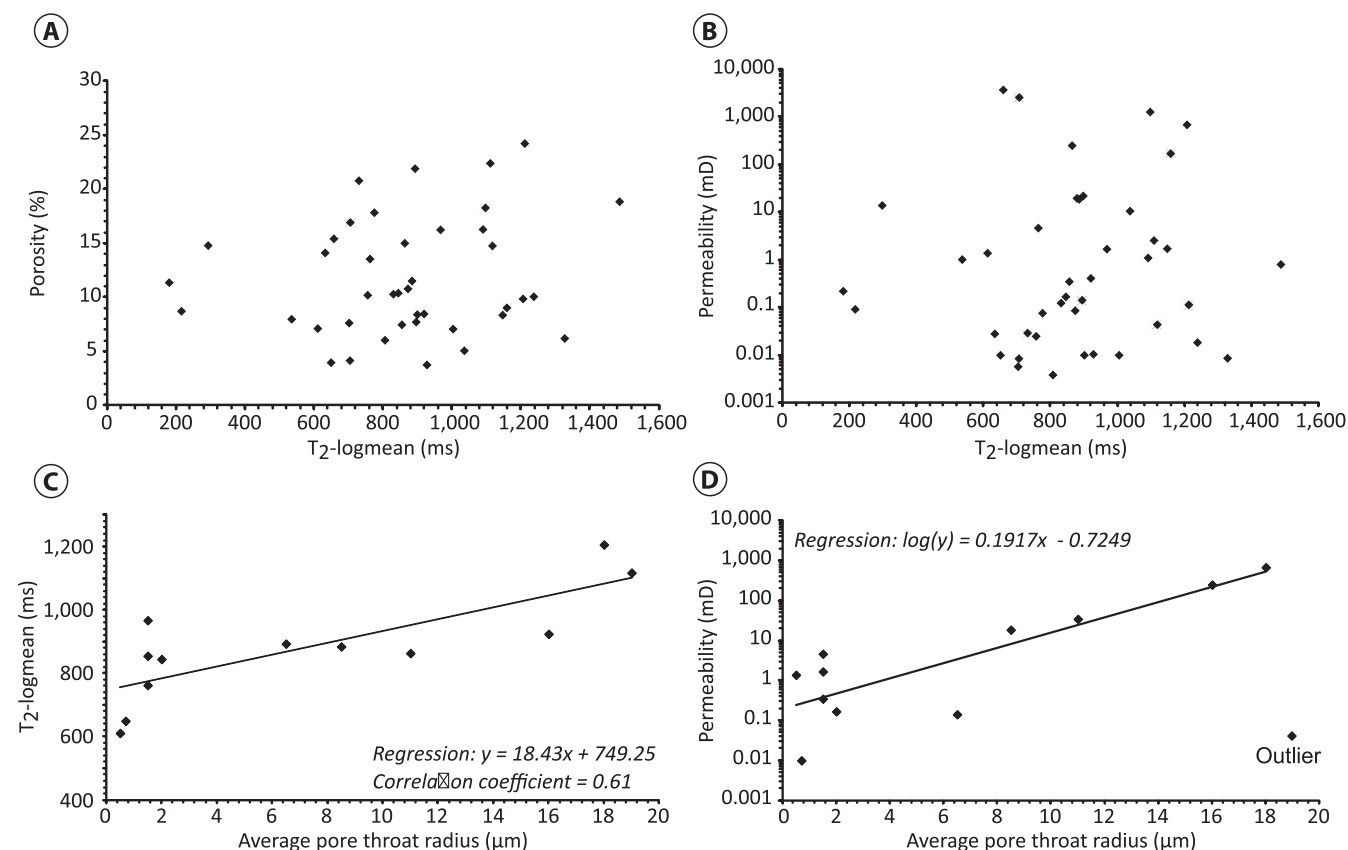 A
30
25
20
15
10
5
0
Porosity (%)
0 200 400 600 800 1,000 1,200 1,400 1,600
T2-logmean (ms)
B
10,000
1,000
100
10
1
0.1
0.01
0.001
Permeability (mD)
0 200 400 600 800 1,000 1,200 1,400 1,600
T2-logmean (ms)
C
1,200
1,000
800
600
400
T2-logmean (ms)
Regression: y = 18.43x + 749.25
Correla☒on coefficient = 0.61
0 2 4 6 8 10 12 14 16 18 20
Average pore throat radius (μm)
D
10,000
1,000
100
10
1
0.1
0.01
0.001
Permeability (mD)
Regression: log(y) = 0.1917x - 0.7249
Outlier
0 2 4 6 8 10 12 14 16 18 20
Average pore throat radius (μm)